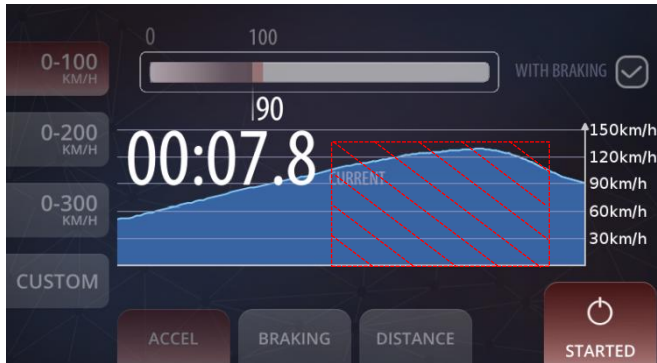 0 100
0-100
KM/H
WITH BRAKING
90
0-200
KM/H
00:07.8
CURRENT
150km/h
120km/h
90km/h
60km/h
30km/h
0-300
KM/H
CUSTOM
ACCEL
BRAKING
DISTANCE
STARTED